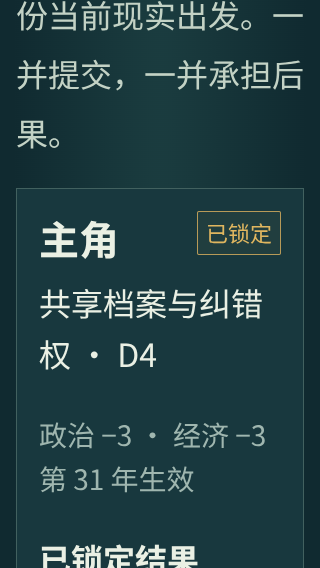 份当前现实出发。一
并提交，一并承担后
果。
主角
已锁定
共享档案与纠错
权 · D4
政治 −3 · 经济 −3
第 31 年生效
已锁定结果